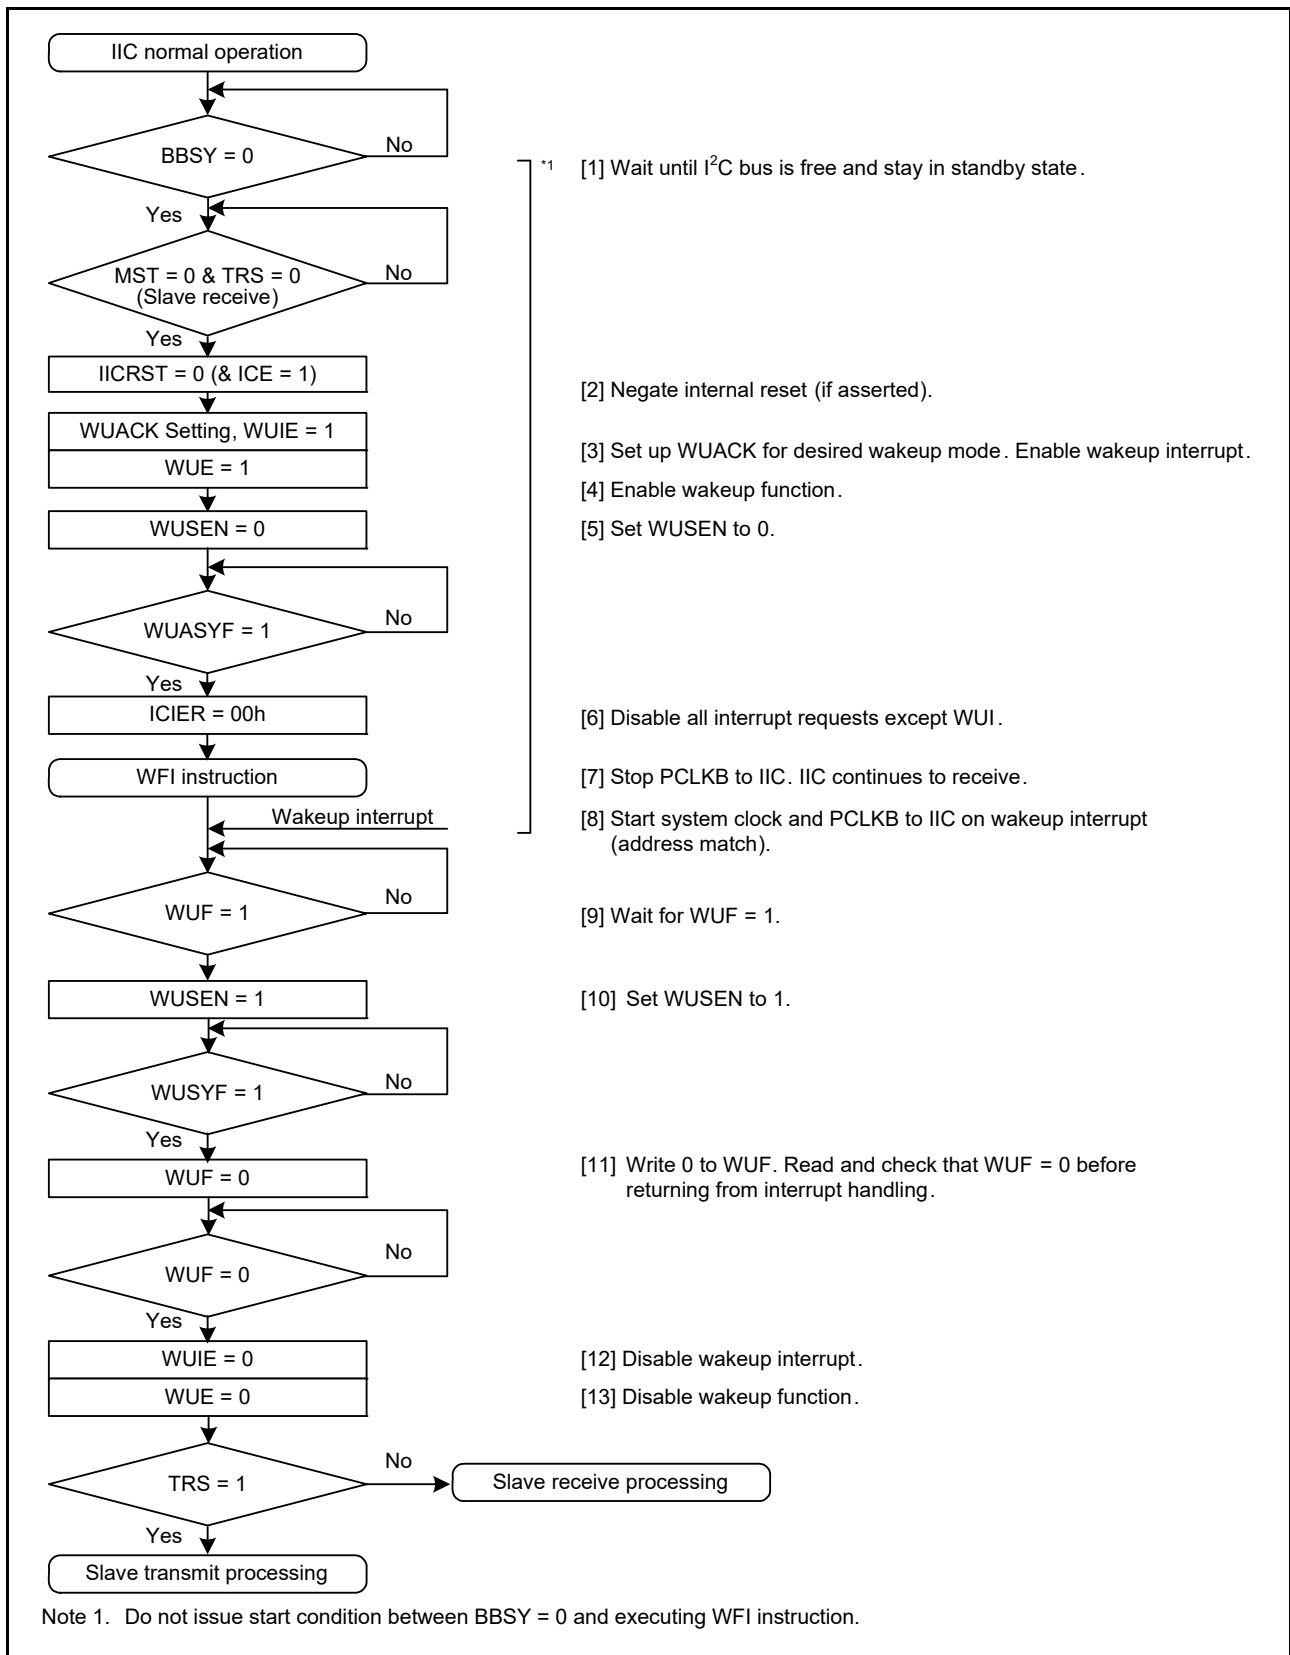 IIC normal operation
BBSY = 0
No
*1
[1] Wait until I²C bus is free and stay in standby state.
Yes
MST = 0 & TRS = 0
(Slave receive)
No
Yes
IICRST = 0 (& ICE = 1)
[2] Negate internal reset (if asserted).
WUACK Setting, WUIE = 1
[3] Set up WUACK for desired wakeup mode. Enable wakeup interrupt.
WUE = 1
[4] Enable wakeup function.
WUSEN = 0
[5] Set WUSEN to 0.
WUASYF = 1
No
Yes
ICIER = 00h
[6] Disable all interrupt requests except WUI.
WFI instruction
[7] Stop PCLKB to IIC. IIC continues to receive.
Wakeup interrupt
[8] Start system clock and PCLKB to IIC on wakeup interrupt
(address match).
WUF = 1
No
[9] Wait for WUF = 1.
WUSEN = 1
[10] Set WUSEN to 1.
WUSYF = 1
No
Yes
WUF = 0
[11] Write 0 to WUF. Read and check that WUF = 0 before
returning from interrupt handling.
WUF = 0
No
Yes
WUIE = 0
[12] Disable wakeup interrupt.
WUE = 0
[13] Disable wakeup function.
TRS = 1
No
Slave receive processing
Yes
Slave transmit processing
Note 1. Do not issue start condition between BBSY = 0 and executing WFI instruction.